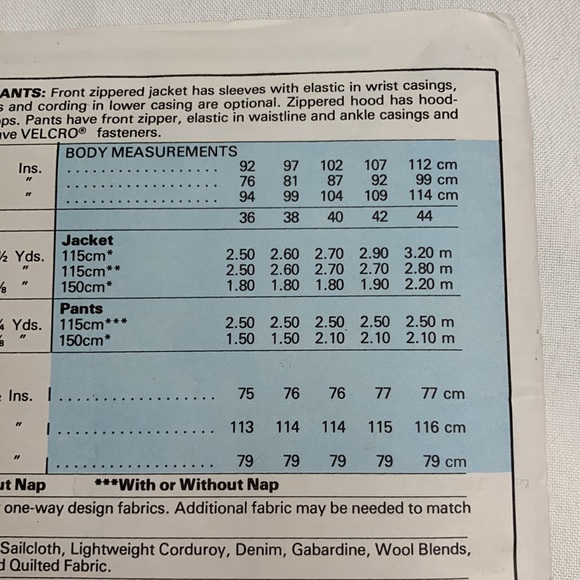 ANTS: Front zippered jacket has sleeves with elastic in wrist casings,
s and cording in lower casing are optional. Zippered hood has hood-
ps. Pants have front zipper, elastic in waistline and ankle casings and
ve VELCRO® fasteners.
BODY MEASUREMENTS
Ins. .................. 92 97 102 107 112 cm
" .................. 76 81 87 92 99 cm
" .................. 94 99 104 109 114 cm
36 38 40 42 44
Jacket
½ Yds. 115cm* 2.50 2.60 2.70 2.90 3.20 m
" 115cm** 2.50 2.60 2.70 2.70 2.80 m
⅛ " 150cm* 1.80 1.80 1.80 1.90 2.20 m
Pants
Yds. 115cm*** 2.50 2.50 2.50 2.50 2.50 m
" 150cm* 1.50 1.50 2.10 2.10 2.10 m
Ins. .................. 75 76 76 77 77 cm
" .................. 113 114 114 115 116 cm
" .................. 79 79 79 79 79 cm
ut Nap ***With or Without Nap
one-way design fabrics. Additional fabric may be needed to match
Sailcloth, Lightweight Corduroy, Denim, Gabardine, Wool Blends,
d Quilted Fabric.